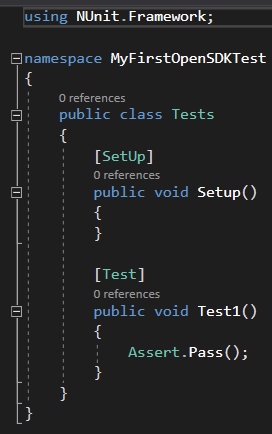 using NUnit.Framework;
namespace MyFirstOpenSDKTest
{
0 references
public class Tests
{
[SetUp]
0 references
public void Setup()
{
}
[Test]
0 references
public void Test1()
{
Assert.Pass();
}
}
}